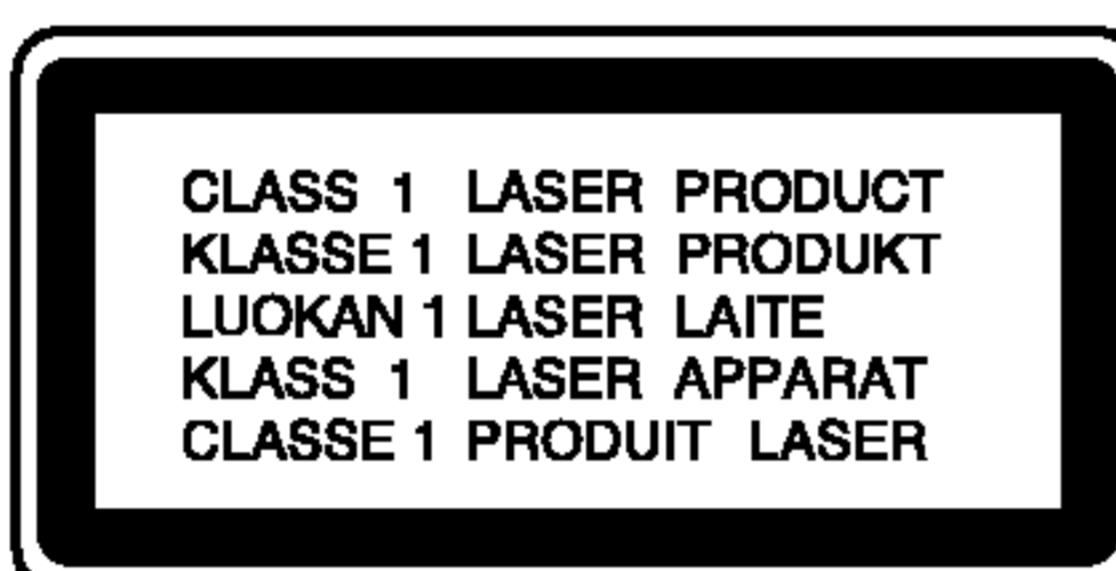 CLASS 1 LASER PRODUCT
KLASSE 1 LASER PRODUKT
LUOKAN 1 LASER LAITE
KLASS 1 LASER APPARAT
CLASSE 1 PRODUIT LASER